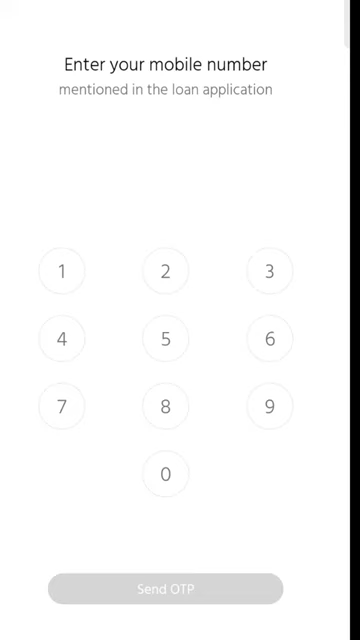 Enter your mobile number
mentioned in the loan application
1 2 3
4 5 6
7 8 9
0
Send OTP